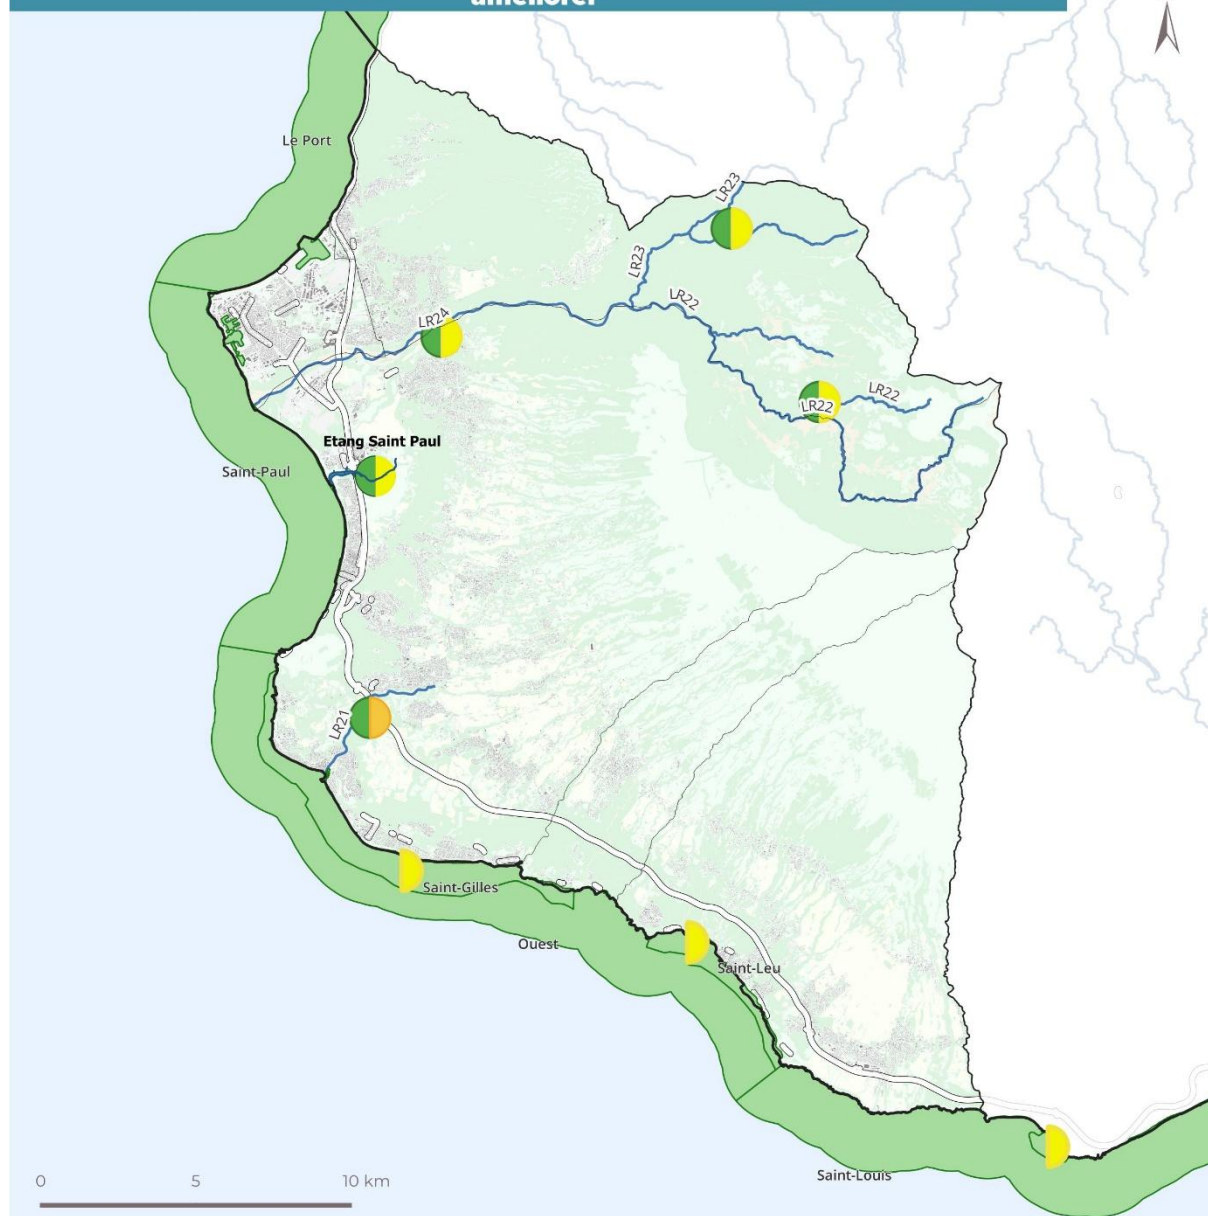 améliorer
Le Port
LR23
LR23
LR22
LR24
LR22
LR22
Etang Saint Paul
Saint-Paul
LR21
Saint-Gilles
Ouest
Saint-Leu
Saint-Louis
0 5 10 km